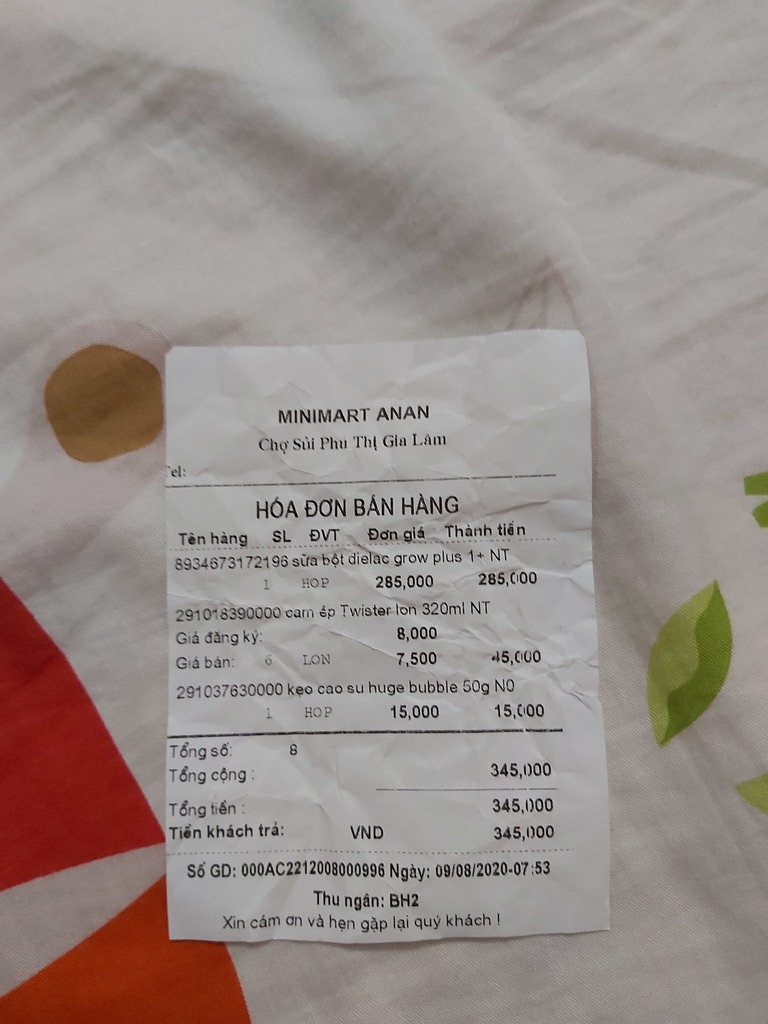 MINIMART ANAN
Chợ Sủi Phú Thị Gia Lâm
Tel:
HÓA ĐƠN BÁN HÀNG
Tên hàng SL ĐVT Đơn giá Thành tiền
8934673172196 sữa bột dielac grow plus 1+ NT
1 HOP 285,000 285,000
291018390000 cam ép Twister lon 320ml NT
Giá đăng ký: 8,000
Giá bán: 6 LON 7,500 45,000
291037630000 kẹo cao su huge bubble 50g N0
1 HOP 15,000 15,000
Tổng số: 8
Tổng cộng : 345,000
Tổng tiền : 345,000
Tiền khách trả: VND 345,000
Số GD: 000AC2212008000996 Ngày: 09/08/2020-07:53
Thu ngân: BH2
Xin cám ơn và hẹn gặp lại quý khách !